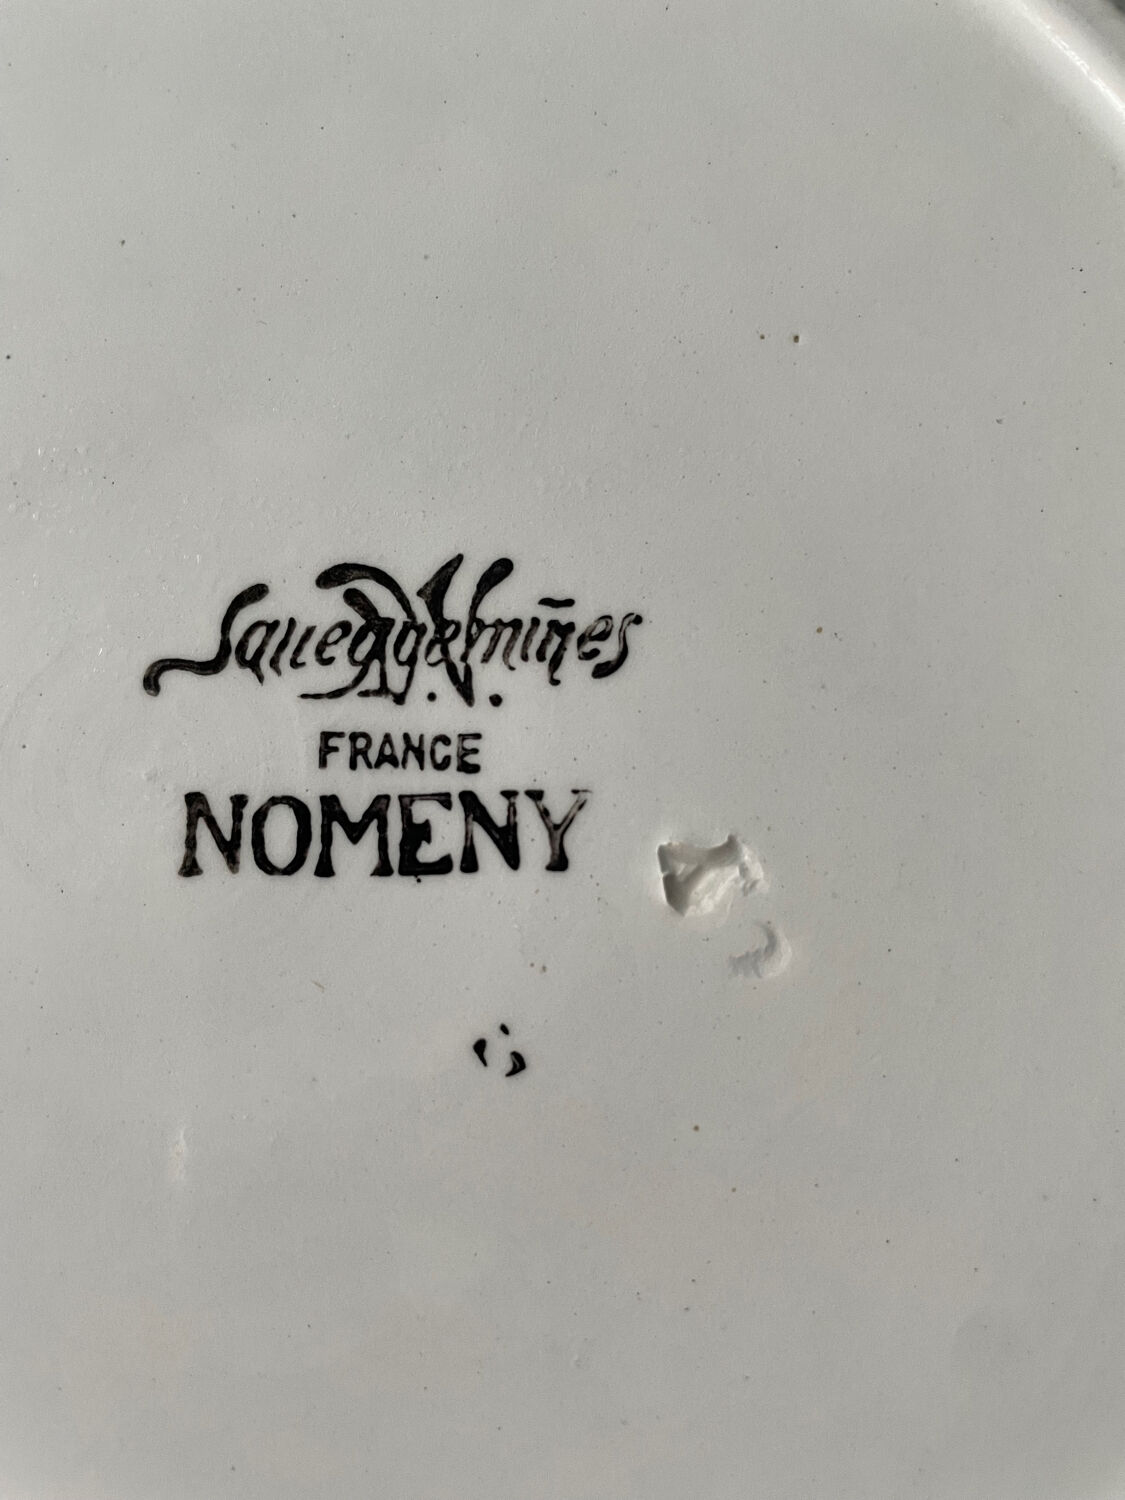 Sarreguemines
D.V.
FRANCE
NOMENY